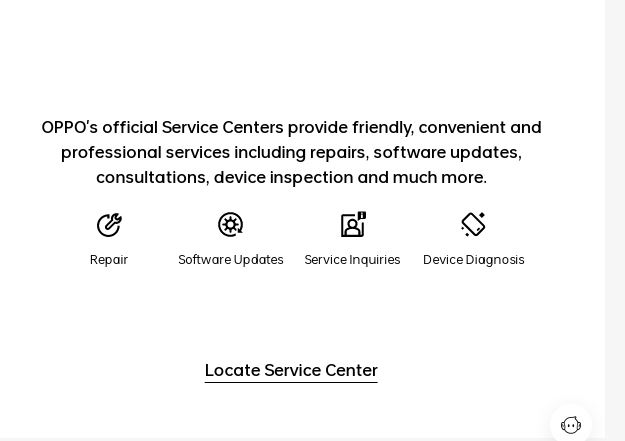 OPPO's official Service Centers provide friendly, convenient and
professional services including repairs, software updates,
consultations, device inspection and much more.
Repair
Software Updates
Service Inquiries
Device Diagnosis
Locate Service Center